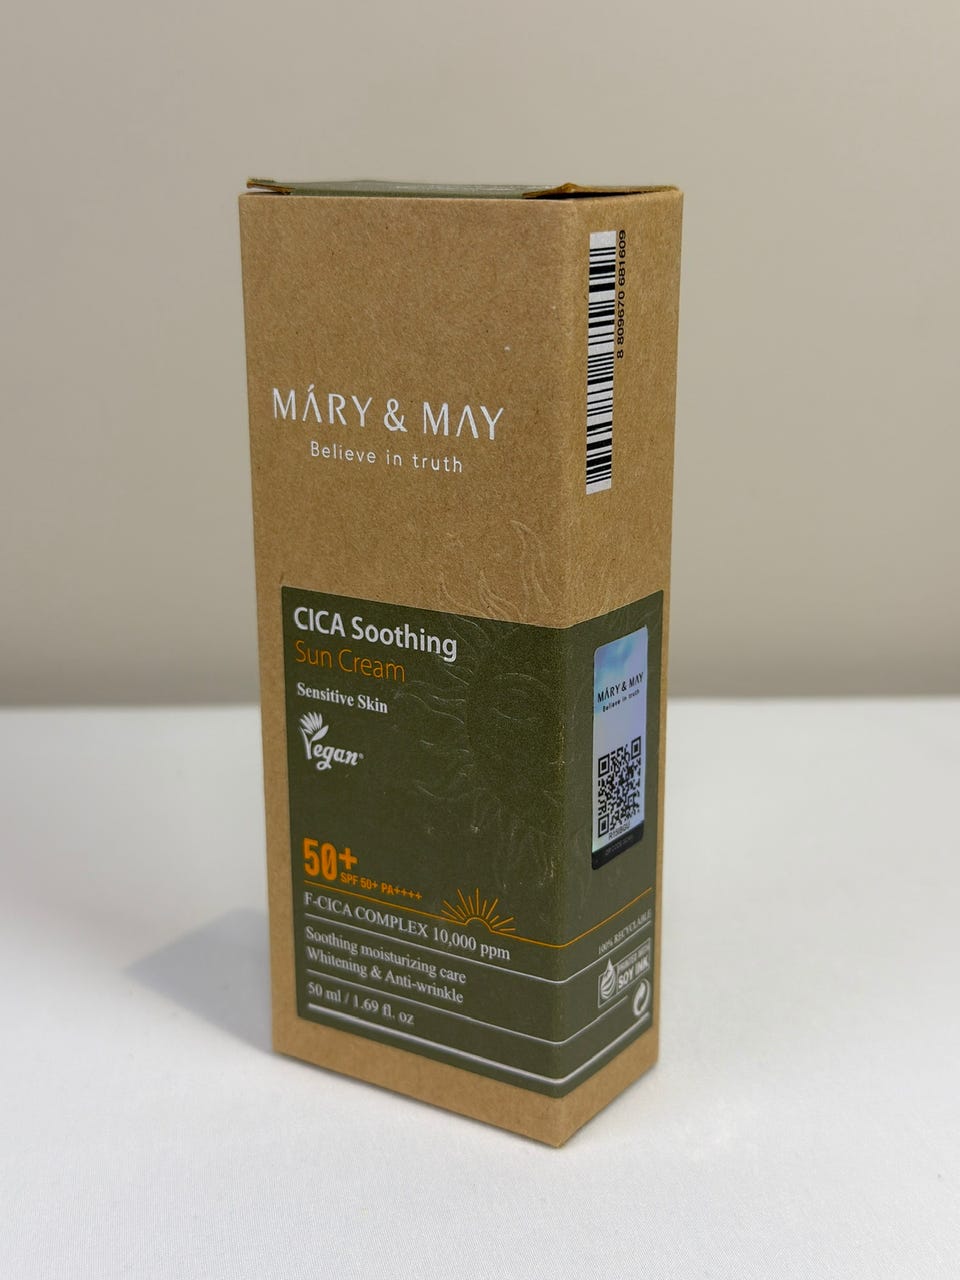 MÁRY & MAY
Believe in truth
CICA Soothing
Sun Cream
Sensitive Skin
Vegan
50+
SPF 50+ PA++++
F-CICA COMPLEX 10,000 ppm
Soothing moisturizing care
Whitening & Anti-wrinkle
50 ml / 1.69 fl. oz
8 809670 681609
MÁRY & MAY
Believe in truth
100% RECYCLABLE
PRINTED WITH
SOY INK